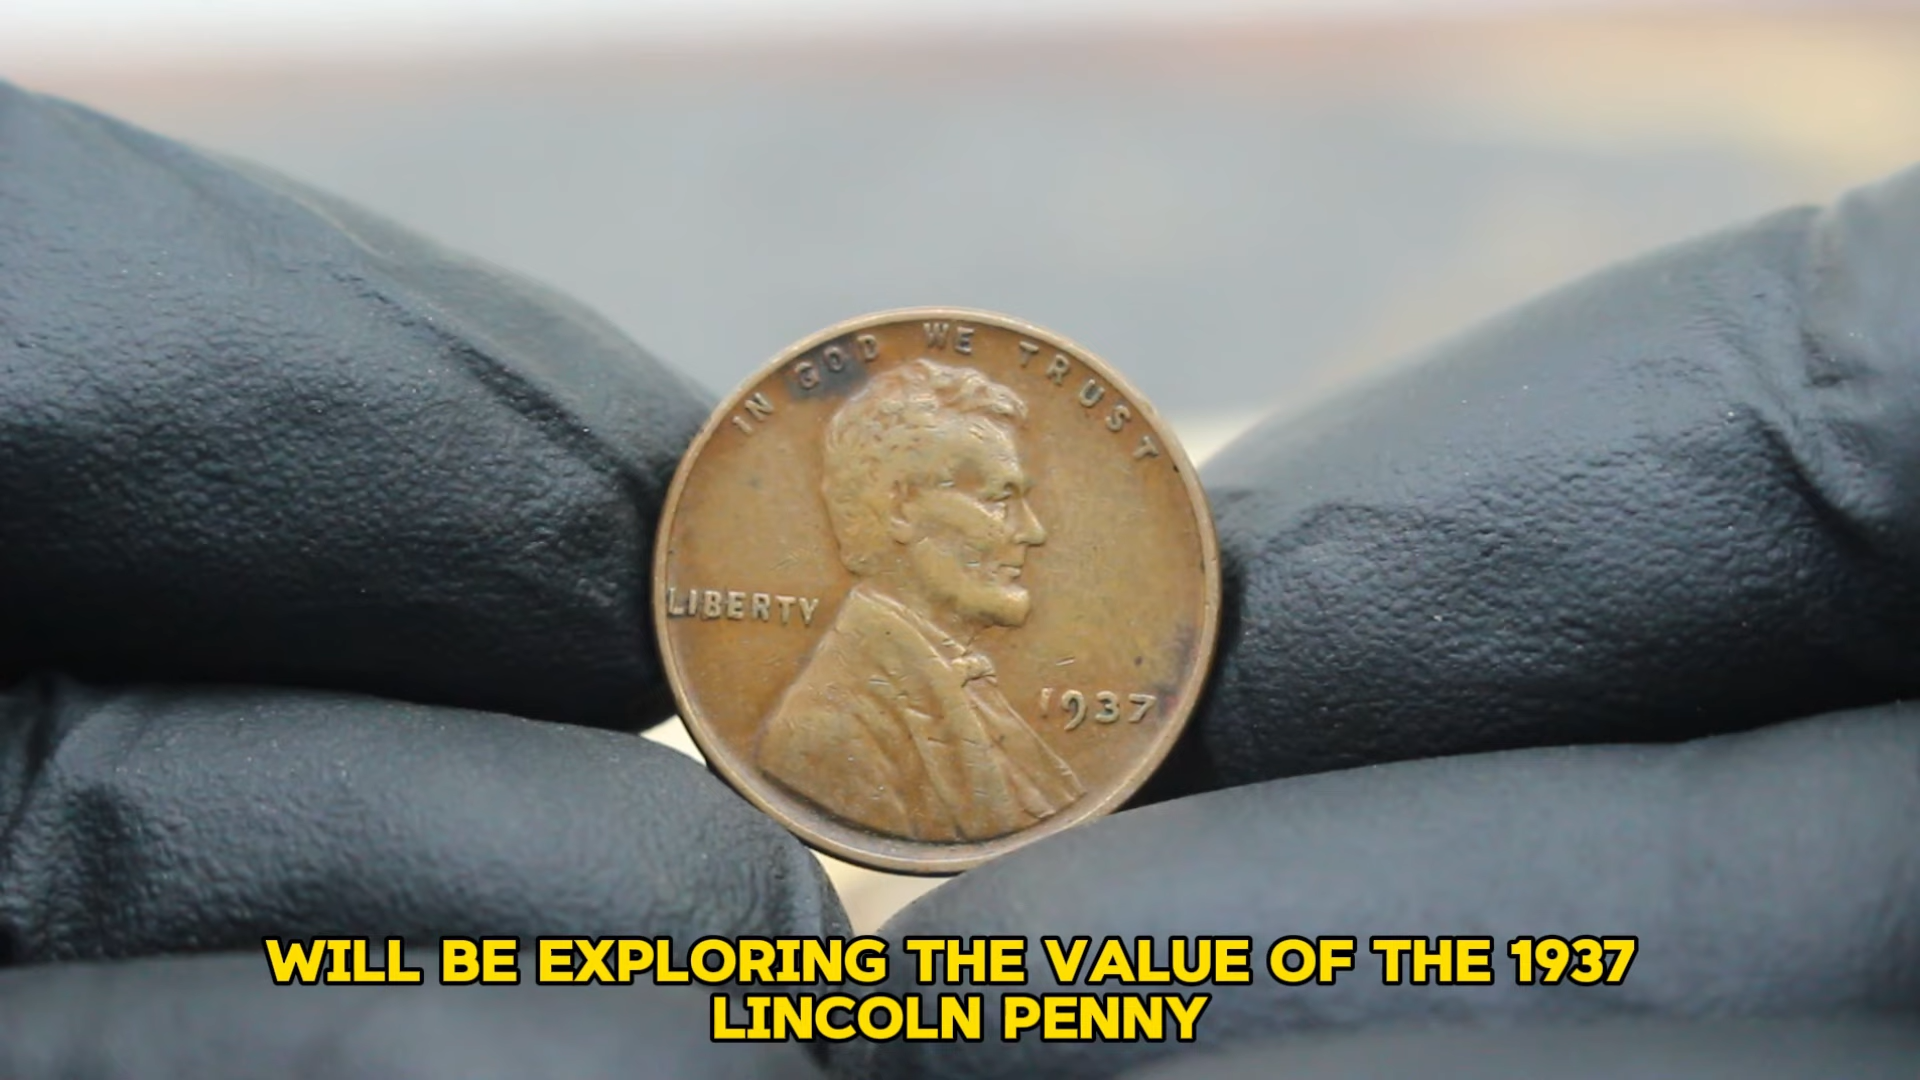 IN GOD WE TRUST
LIBERTY
1937
WILL BE EXPLORING THE VALUE OF THE 1937
LINCOLN PENNY